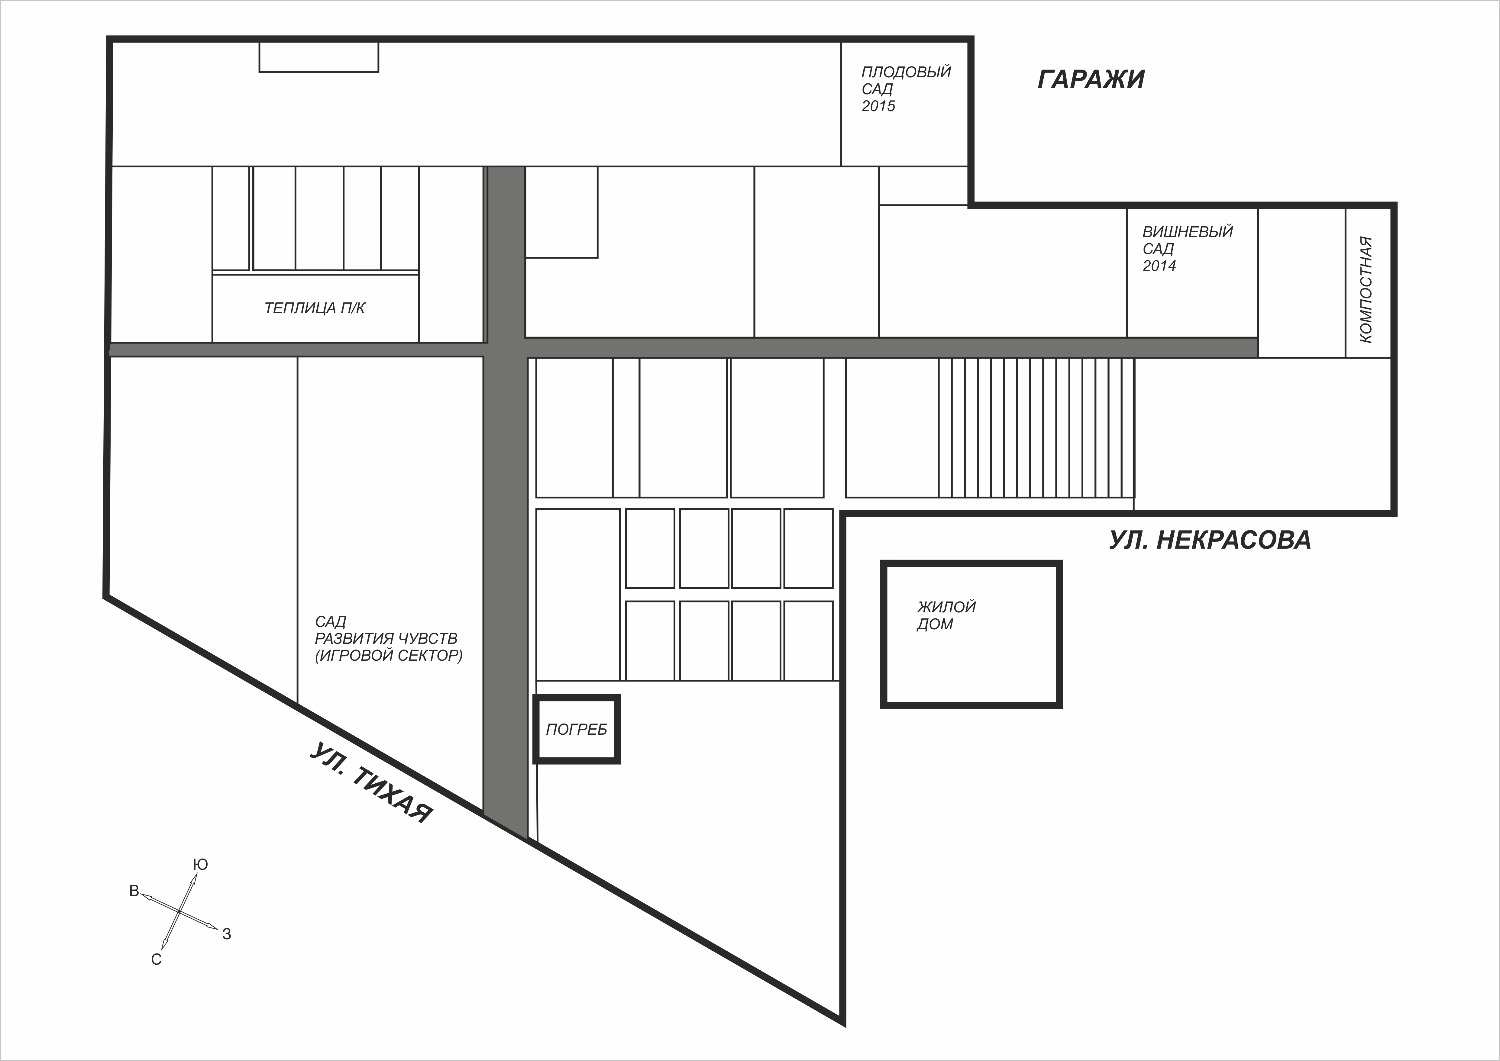 ГАРАЖИ
ПЛОДОВЫЙ
САД
2015
ВИШНЕВЫЙ
САД
2014
КОМПОСТНАЯ
ТЕПЛИЦА П/К
УЛ. НЕКРАСОВА
ЖИЛОЙ
ДОМ
САД
РАЗВИТИЯ ЧУВСТВ
(ИГРОВОЙ СЕКТОР)
ПОГРЕБ
УЛ. ТИХАЯ
Ю
В
З
С